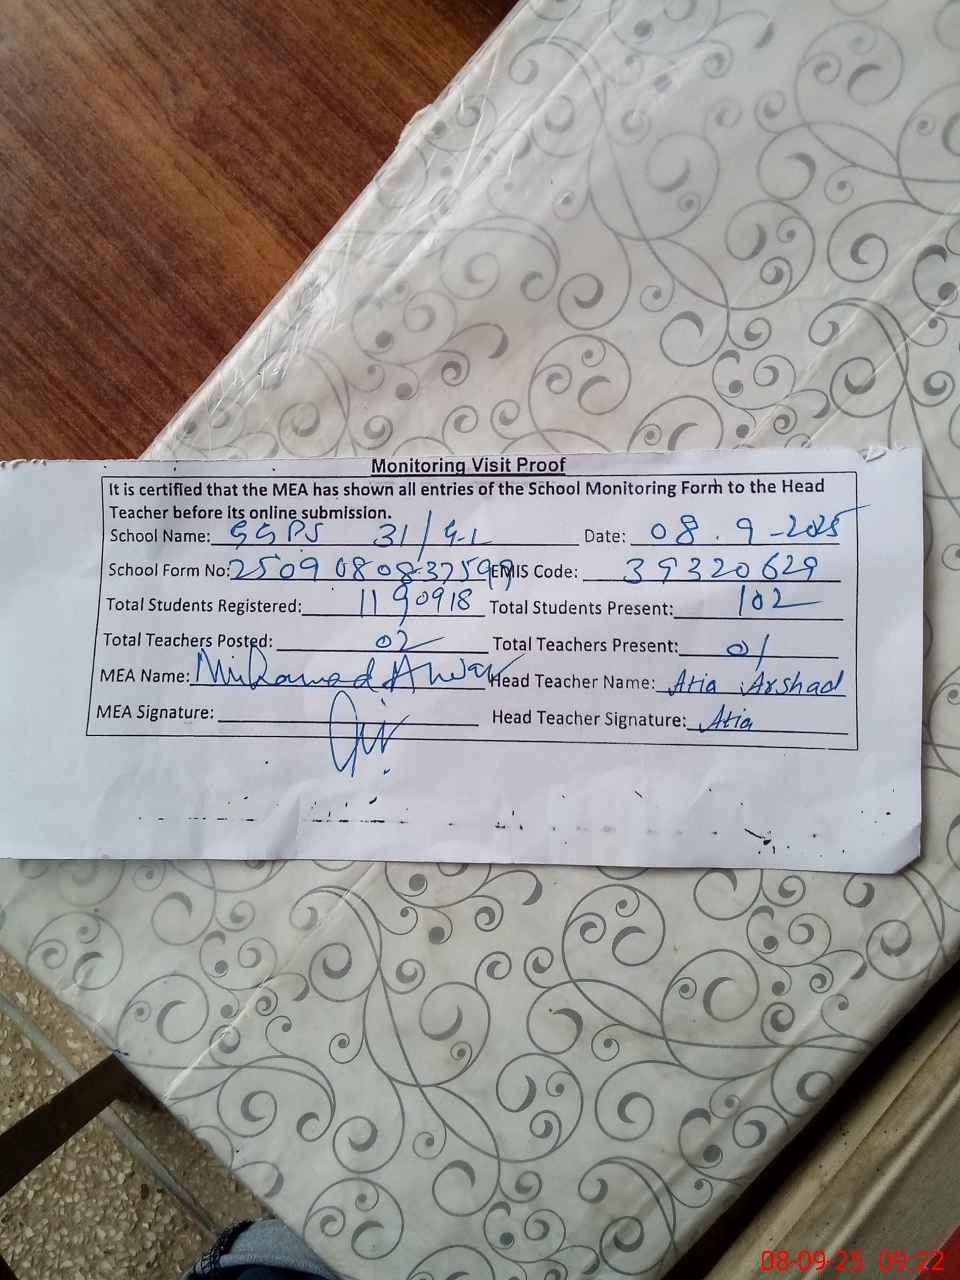 Monitoring Visit Proof
It is certified that the MEA has shown all entries of the School Monitoring Form to the Head
Teacher before its online submission.
School Name: GGPS 31/4-L Date: 08.9-2025
School Form No: EMIS Code: 39320629
Total Students Registered: Total Students Present: 102
Total Teachers Posted: 02 Total Teachers Present: 01
MEA Name: Head Teacher Name: Atia Arshad
MEA Signature: Head Teacher Signature: Atia
08-09-25 09:22